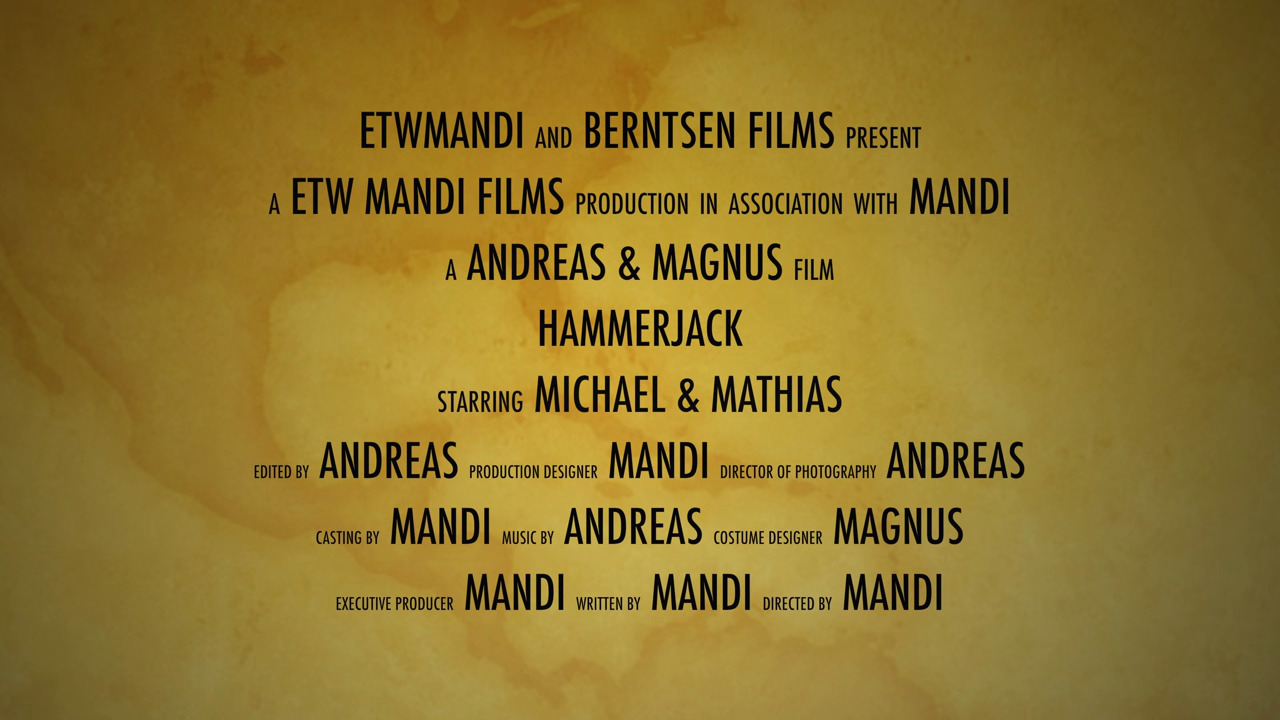 ETWMANDI AND BERNTSEN FILMS PRESENT
A ETW MANDI FILMS PRODUCTION IN ASSOCIATION WITH MANDI
A ANDREAS & MAGNUS FILM
HAMMERJACK
STARRING MICHAEL & MATHIAS
EDITED BY ANDREAS PRODUCTION DESIGNER MANDI DIRECTOR OF PHOTOGRAPHY ANDREAS
CASTING BY MANDI MUSIC BY ANDREAS COSTUME DESIGNER MAGNUS
EXECUTIVE PRODUCER MANDI WRITTEN BY MANDI DIRECTED BY MANDI